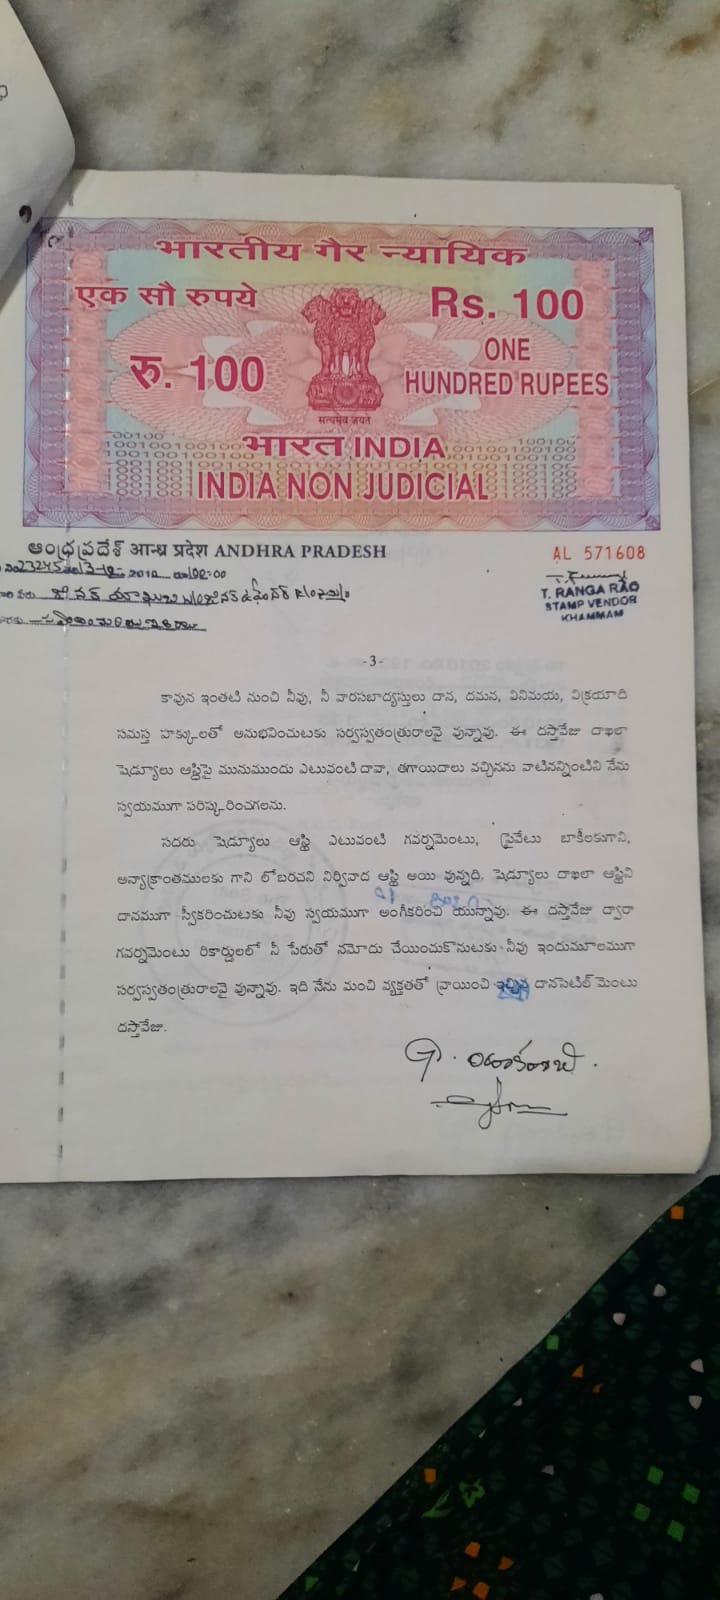 भारतीय गैर न्यायिक
एक सौ रुपये
Rs. 100
रु. 100
ONE
HUNDRED RUPEES
सत्यमेव जयते
भारत INDIA
INDIA NON JUDICIAL
ఆంధ్రప్రదేశ్ आन्ध्र प्रदेश ANDHRA PRADESH
AL 571608
T. RANGA RAO
STAMP VENDOR
KHAMMAM
-3-
కావున ఇంతటి నుంచి నీవు, నీ వారసబాద్యస్తులు దాన, దమన, వినిమయ, విక్రయాది
సమస్త హక్కులతో అనుభవించుటకు సర్వస్వతంత్రురాలవై వున్నావు. ఈ దస్తావేజు దాఖలా
షెడ్యూలు ఆస్తిపై మునుముందు ఎటువంటి దావా, తగాయిదాలు వచ్చినను వాటినన్నింటిని నేను
స్వయముగా పరిష్కరించగలను.
సదరు షెడ్యూలు ఆస్థి ఎటువంటి గవర్నమెంటు, ప్రైవేటు బాకీలకుగాని,
అన్యాక్రాంతములకు గాని లోబరచని నిర్వివాద ఆస్థి అయి వున్నది. షెడ్యూలు దాఖలా ఆస్థిని
దానముగా స్వీకరించుటకు నీవు స్వయముగా అంగీకరించి యున్నావు. ఈ దస్తావేజు ద్వారా
గవర్నమెంటు రికార్డులలో నీ పేరుతో నమోదు చేయించుకొనుటకు నీవు ఇందుమూలముగా
సర్వస్వతంత్రురాలవై వున్నావు. ఇది నేను మంచి వ్యక్తతతో వ్రాయించి ఇచ్చిన దానసెటిల్ మెంటు
దస్తావేజు.